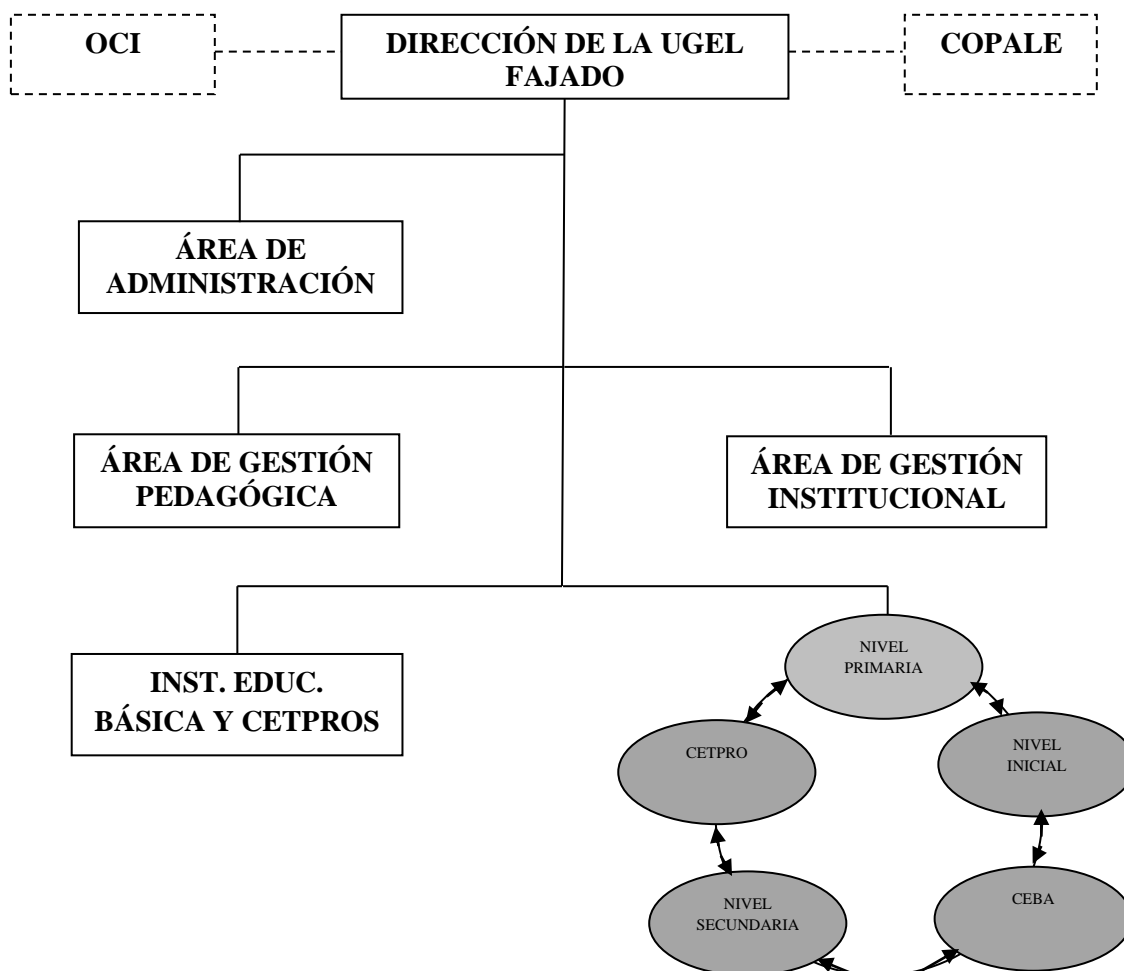 OCI
DIRECCIÓN DE LA UGEL
FAJADO
COPALE
ÁREA DE
ADMINISTRACIÓN
ÁREA DE GESTIÓN
PEDAGÓGICA
ÁREA DE GESTIÓN
INSTITUCIONAL
INST. EDUC.
BÁSICA Y CETPROS
NIVEL
PRIMARIA
CETPRO
NIVEL
INICIAL
NIVEL
SECUNDARIA
CEBA